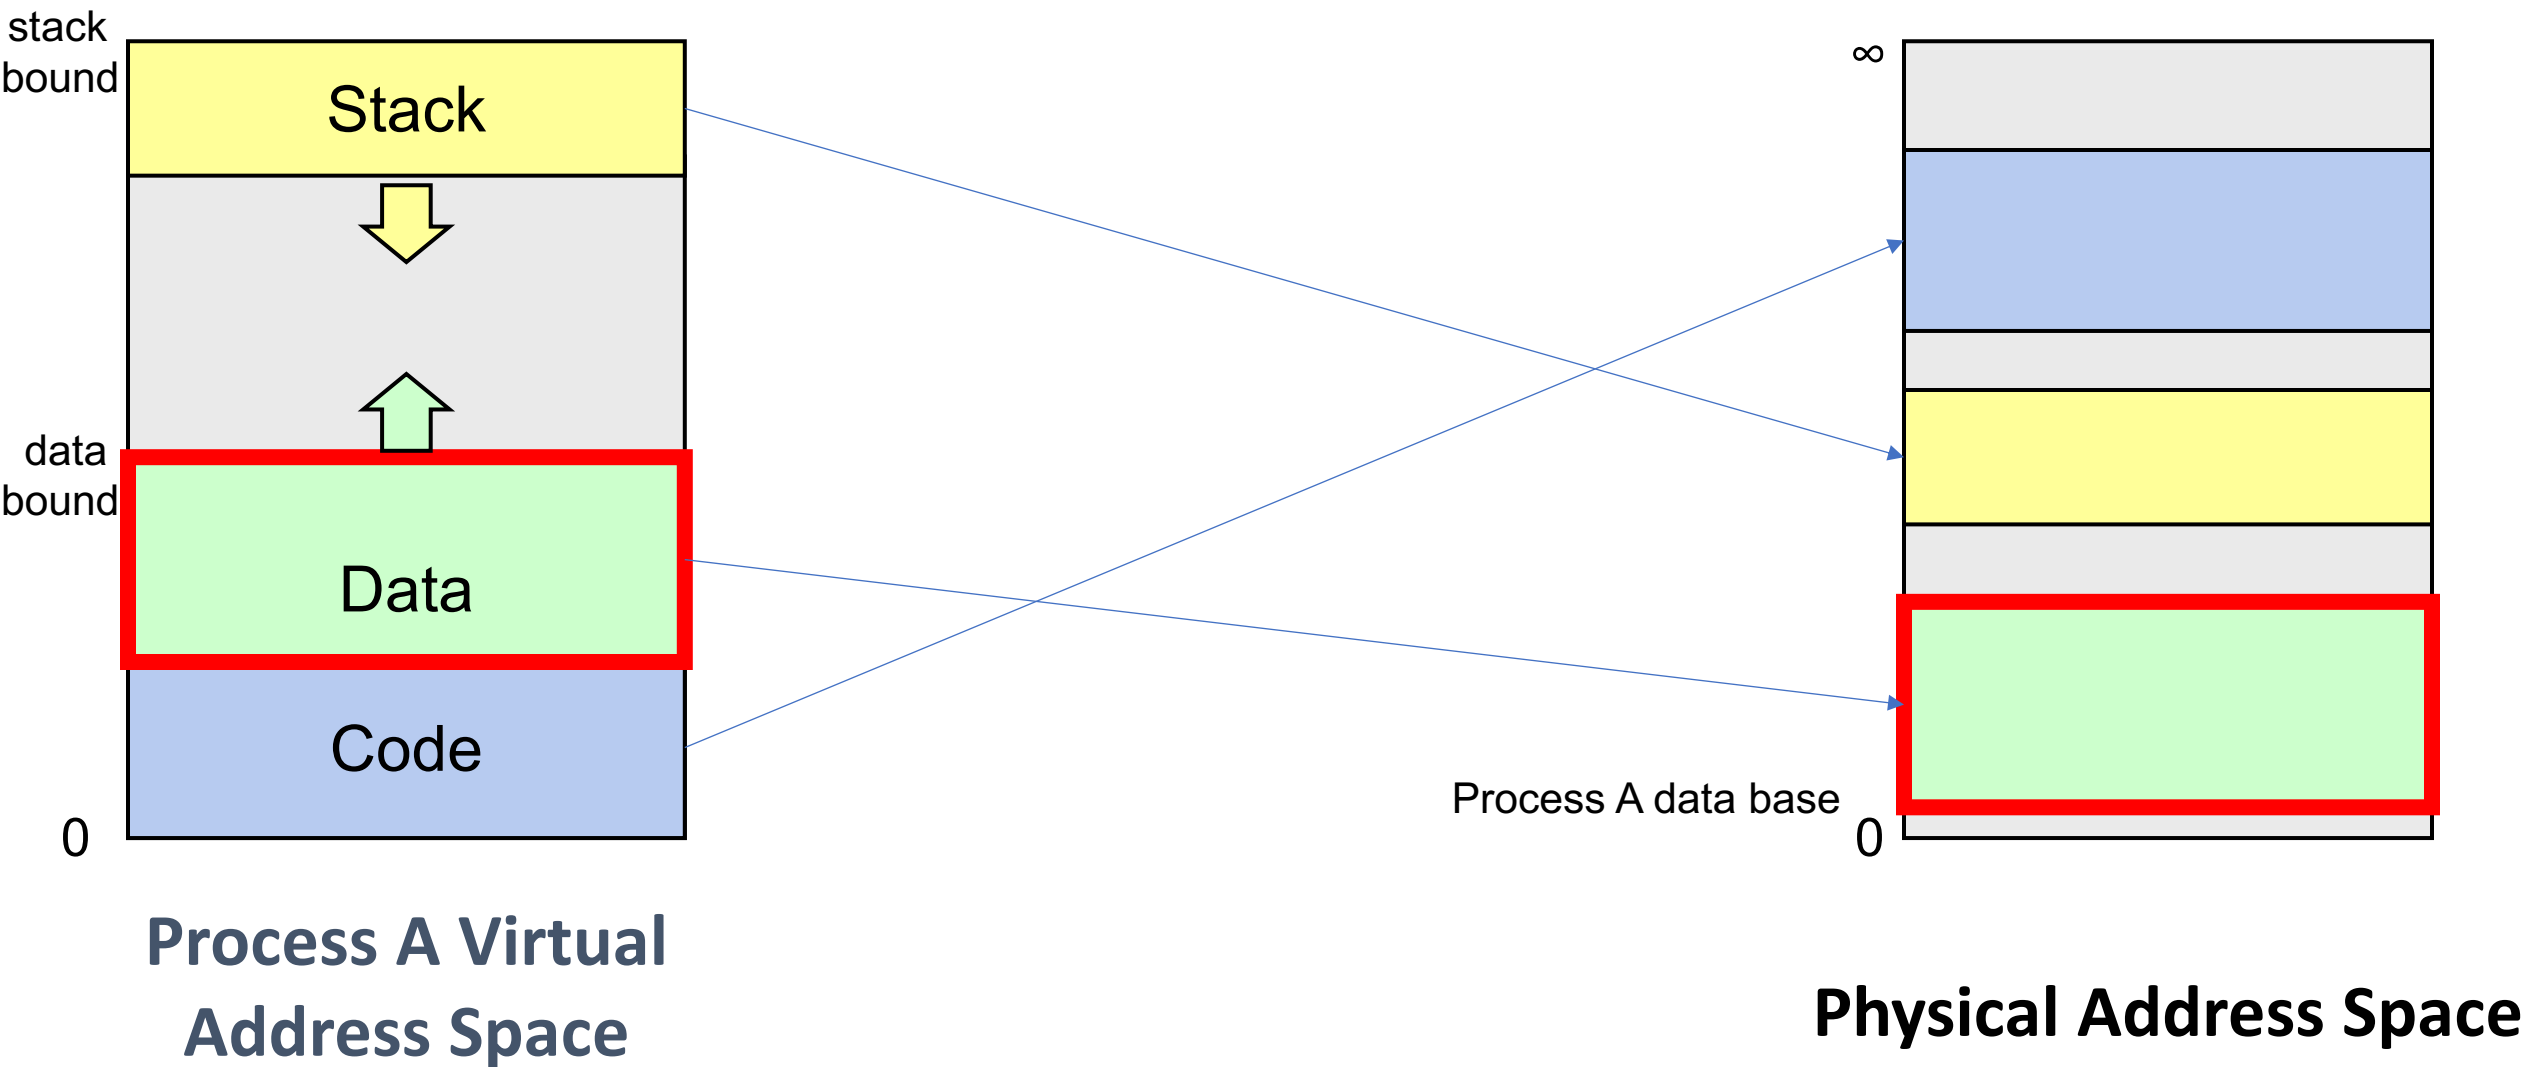 stack
bound
Stack
data
bound
Data
Code
0
∞
Process A data base
0
Process A Virtual
Address Space
Physical Address Space